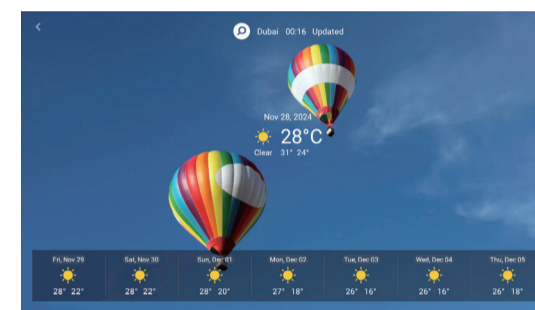 Dubai 00:16 Updated
Nov 28, 2024
28°C
Clear 31° 24°
Fri, Nov 29 Sat, Nov 30 Sun, Dec 01 Mon, Dec 02 Tue, Dec 03 Wed, Dec 04 Thu, Dec 05
28° 22° 28° 22° 28° 20° 27° 18° 26° 16° 26° 16° 26° 18°